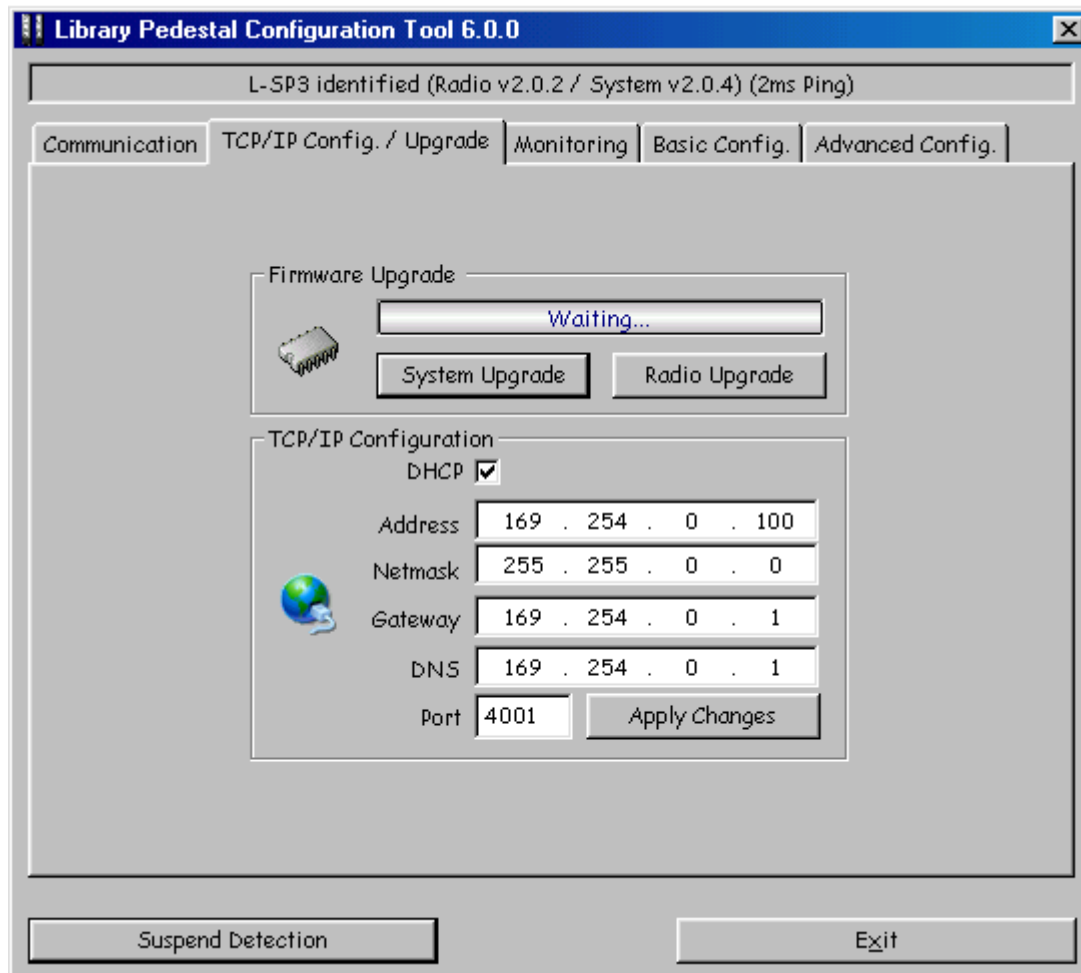 Library Pedestal Configuration Tool 6.0.0
L-SP3 identified (Radio v2.0.2 / System v2.0.4) (2ms Ping)
Communication TCP/IP Config. / Upgrade Monitoring Basic Config. Advanced Config.
Firmware Upgrade
Waiting...
System Upgrade Radio Upgrade
TCP/IP Configuration
DHCP
Address 169 . 254 . 0 . 100
Netmask 255 . 255 . 0 . 0
Gateway 169 . 254 . 0 . 1
DNS 169 . 254 . 0 . 1
Port 4001 Apply Changes
Suspend Detection Exit